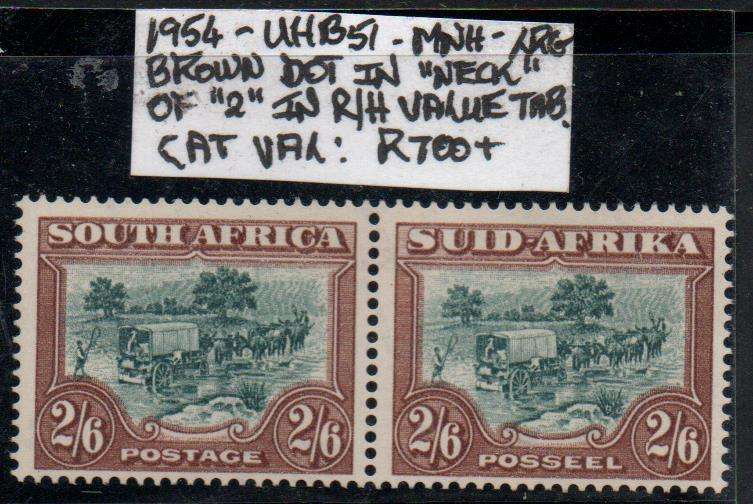 1954 - UHB51 - MNH - LRG
BROWN DOT IN "NECK"
OF "2" IN R/H VALUE TAB.
CAT VAL: R700+
SOUTH AFRICA
2/6 POSTAGE 2/6
SUID-AFRIKA
2/6 POSSEEL 2/6